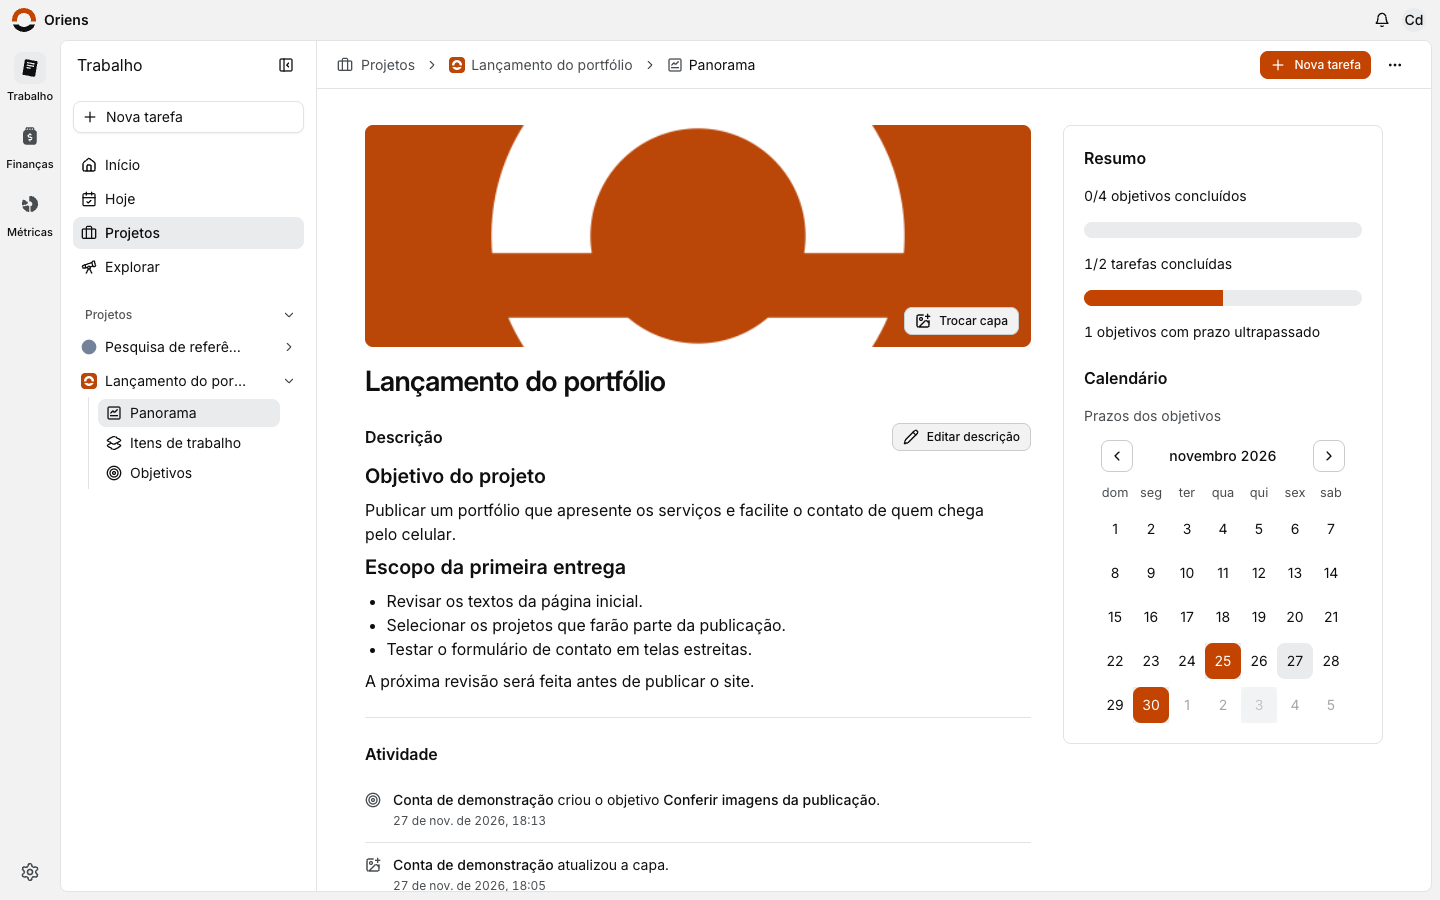 Oriens
Cd
Trabalho
Finanças
Métricas
Trabalho
Nova tarefa
Início
Hoje
Projetos
Explorar
Projetos
Pesquisa de referê...
Lançamento do por...
Panorama
Itens de trabalho
Objetivos
Projetos
Lançamento do portfólio
Panorama
Nova tarefa
Trocar capa
Lançamento do portfólio
Descrição
Editar descrição
Objetivo do projeto
Publicar um portfólio que apresente os serviços e facilite o contato de quem chega
pelo celular.
Escopo da primeira entrega
• Revisar os textos da página inicial.
• Selecionar os projetos que farão parte da publicação.
• Testar o formulário de contato em telas estreitas.
A próxima revisão será feita antes de publicar o site.
Atividade
Conta de demonstração criou o objetivo Conferir imagens da publicação.
27 de nov. de 2026, 18:13
Conta de demonstração atualizou a capa.
27 de nov. de 2026, 18:05
Resumo
0/4 objetivos concluídos
1/2 tarefas concluídas
1 objetivos com prazo ultrapassado
Calendário
Prazos dos objetivos
novembro 2026
dom seg ter qua qui sex sab
1 2 3 4 5 6 7
8 9 10 11 12 13 14
15 16 17 18 19 20 21
22 23 24 25 26 27 28
29 30 1 2 3 4 5